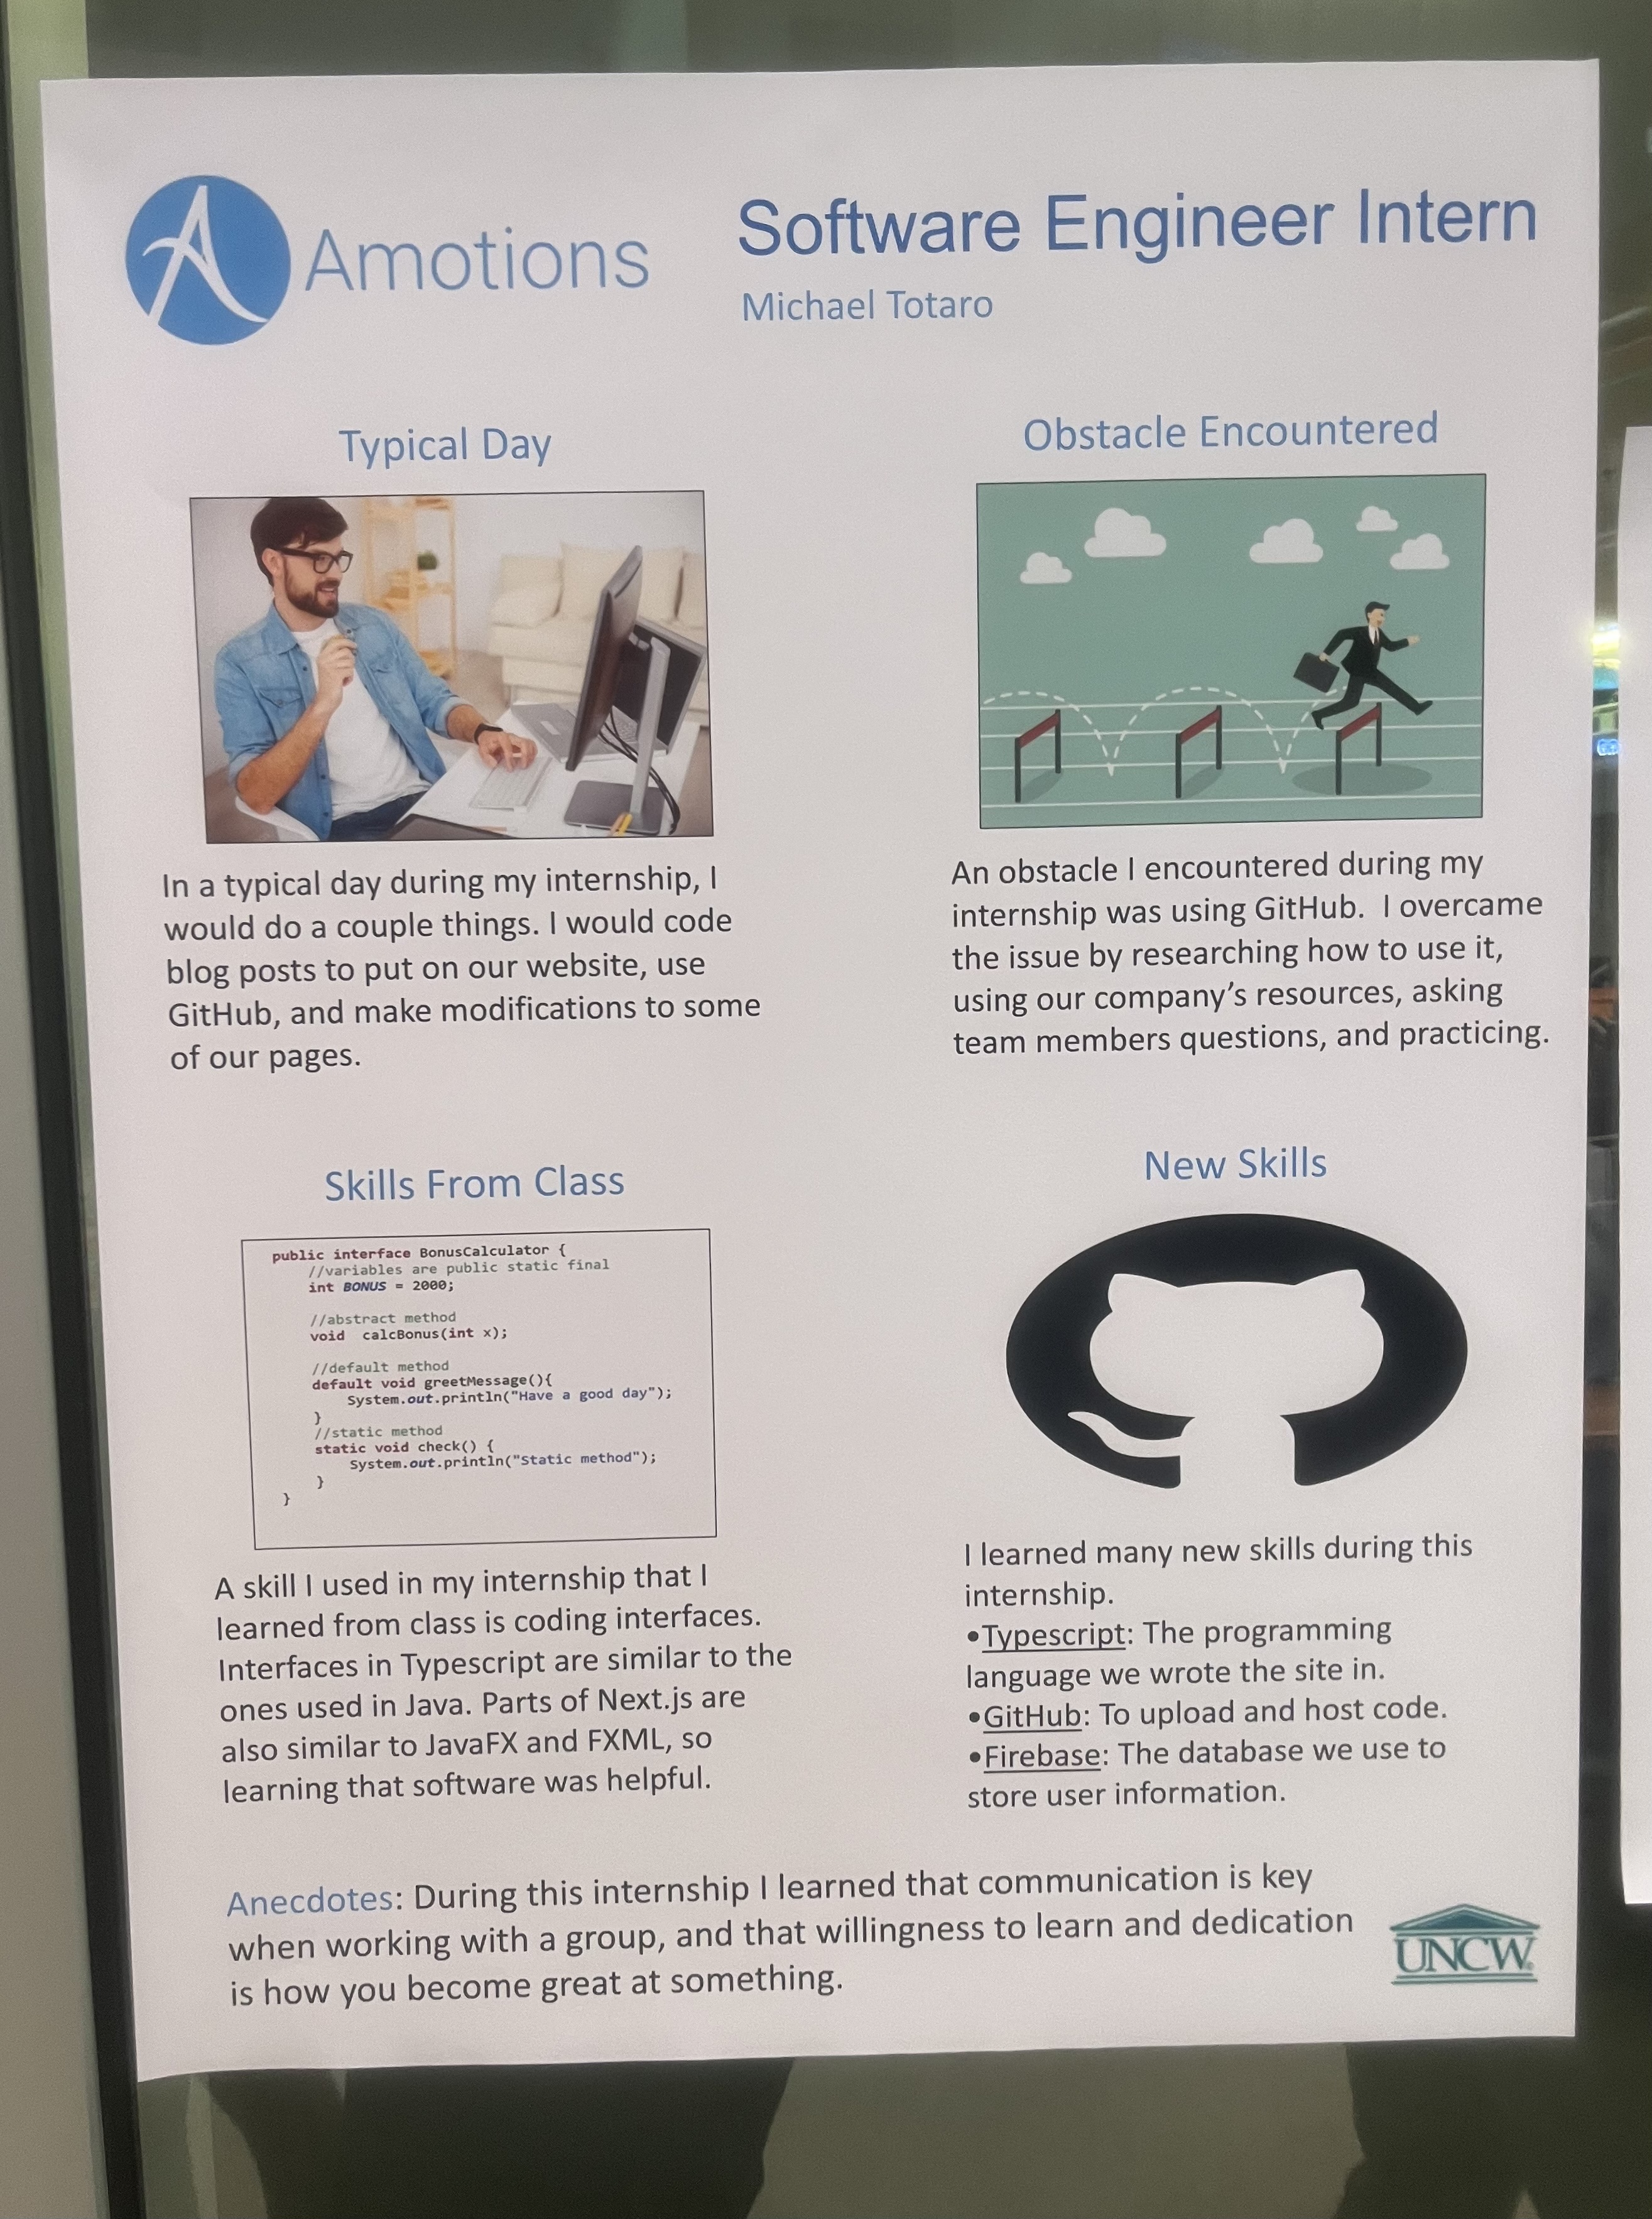 Amotions
Software Engineer Intern
Michael Totaro
Typical Day
In a typical day during my internship, I
would do a couple things. I would code
blog posts to put on our website, use
GitHub, and make modifications to some
of our pages.
Obstacle Encountered
An obstacle I encountered during my
internship was using GitHub.  I overcame
the issue by researching how to use it,
using our company’s resources, asking
team members questions, and practicing.
Skills From Class
public interface BonusCalculator {
//variables are public static final
int BONUS = 2000;
//abstract method
void  calcBonus(int x);
//default method
default void greetMessage(){
System.out.println("Have a good day");
}
//static method
static void check() {
System.out.println("Static method");
}
}
A skill I used in my internship that I
learned from class is coding interfaces.
Interfaces in Typescript are similar to the
ones used in Java. Parts of Next.js are
also similar to JavaFX and FXML, so
learning that software was helpful.
New Skills
I learned many new skills during this
internship.
•Typescript: The programming
language we wrote the site in.
•GitHub: To upload and host code.
•Firebase: The database we use to
store user information.
Anecdotes: During this internship I learned that communication is key
when working with a group, and that willingness to learn and dedication
is how you become great at something.
UNCW